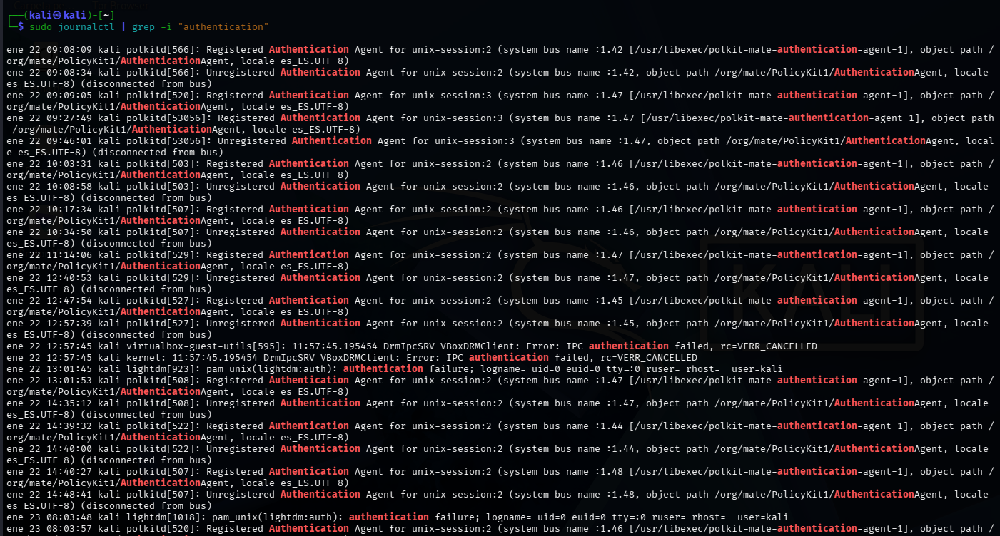 ┌──(kali㉿kali)-[~]
└─$ sudo journalctl | grep -i "authentication"
ene 22 09:08:09 kali polkitd[566]: Registered Authentication Agent for unix-session:2 (system bus name :1.42 [/usr/libexec/polkit-mate-authentication-agent-1], object path /
org/mate/PolicyKit1/AuthenticationAgent, locale es_ES.UTF-8)
ene 22 09:08:34 kali polkitd[566]: Unregistered Authentication Agent for unix-session:2 (system bus name :1.42, object path /org/mate/PolicyKit1/AuthenticationAgent, locale
es_ES.UTF-8) (disconnected from bus)
ene 22 09:09:05 kali polkitd[520]: Registered Authentication Agent for unix-session:3 (system bus name :1.47 [/usr/libexec/polkit-mate-authentication-agent-1], object path /
org/mate/PolicyKit1/AuthenticationAgent, locale es_ES.UTF-8)
ene 22 09:27:49 kali polkitd[53056]: Registered Authentication Agent for unix-session:3 (system bus name :1.47 [/usr/libexec/polkit-mate-authentication-agent-1], object path
/org/mate/PolicyKit1/AuthenticationAgent, locale es_ES.UTF-8)
ene 22 09:46:01 kali polkitd[53056]: Unregistered Authentication Agent for unix-session:3 (system bus name :1.47, object path /org/mate/PolicyKit1/AuthenticationAgent, local
e es_ES.UTF-8) (disconnected from bus)
ene 22 10:03:31 kali polkitd[503]: Registered Authentication Agent for unix-session:2 (system bus name :1.46 [/usr/libexec/polkit-mate-authentication-agent-1], object path /
org/mate/PolicyKit1/AuthenticationAgent, locale es_ES.UTF-8)
ene 22 10:08:58 kali polkitd[503]: Unregistered Authentication Agent for unix-session:2 (system bus name :1.46, object path /org/mate/PolicyKit1/AuthenticationAgent, locale
es_ES.UTF-8) (disconnected from bus)
ene 22 10:17:34 kali polkitd[507]: Registered Authentication Agent for unix-session:2 (system bus name :1.46 [/usr/libexec/polkit-mate-authentication-agent-1], object path /
org/mate/PolicyKit1/AuthenticationAgent, locale es_ES.UTF-8)
ene 22 10:34:50 kali polkitd[507]: Unregistered Authentication Agent for unix-session:2 (system bus name :1.46, object path /org/mate/PolicyKit1/AuthenticationAgent, locale
es_ES.UTF-8) (disconnected from bus)
ene 22 11:14:06 kali polkitd[529]: Registered Authentication Agent for unix-session:2 (system bus name :1.47 [/usr/libexec/polkit-mate-authentication-agent-1], object path /
org/mate/PolicyKit1/AuthenticationAgent, locale es_ES.UTF-8)
ene 22 12:40:53 kali polkitd[529]: Unregistered Authentication Agent for unix-session:2 (system bus name :1.47, object path /org/mate/PolicyKit1/AuthenticationAgent, locale
es_ES.UTF-8) (disconnected from bus)
ene 22 12:47:54 kali polkitd[527]: Registered Authentication Agent for unix-session:2 (system bus name :1.45 [/usr/libexec/polkit-mate-authentication-agent-1], object path /
org/mate/PolicyKit1/AuthenticationAgent, locale es_ES.UTF-8)
ene 22 12:57:39 kali polkitd[527]: Unregistered Authentication Agent for unix-session:2 (system bus name :1.45, object path /org/mate/PolicyKit1/AuthenticationAgent, locale
es_ES.UTF-8) (disconnected from bus)
ene 22 12:57:45 kali virtualbox-guest-utils[595]: 11:57:45.195454 DrmIpcSRV VBoxDRMClient: Error: IPC authentication failed, rc=VERR_CANCELLED
ene 22 12:57:45 kali kernel: 11:57:45.195454 DrmIpcSRV VBoxDRMClient: Error: IPC authentication failed, rc=VERR_CANCELLED
ene 22 13:01:45 kali lightdm[923]: pam_unix(lightdm:auth): authentication failure; logname= uid=0 euid=0 tty=:0 ruser= rhost=  user=kali
ene 22 13:01:53 kali polkitd[508]: Registered Authentication Agent for unix-session:2 (system bus name :1.47 [/usr/libexec/polkit-mate-authentication-agent-1], object path /
org/mate/PolicyKit1/AuthenticationAgent, locale es_ES.UTF-8)
ene 22 14:35:12 kali polkitd[508]: Unregistered Authentication Agent for unix-session:2 (system bus name :1.47, object path /org/mate/PolicyKit1/AuthenticationAgent, locale
es_ES.UTF-8) (disconnected from bus)
ene 22 14:39:32 kali polkitd[522]: Registered Authentication Agent for unix-session:2 (system bus name :1.44 [/usr/libexec/polkit-mate-authentication-agent-1], object path /
org/mate/PolicyKit1/AuthenticationAgent, locale es_ES.UTF-8)
ene 22 14:40:00 kali polkitd[522]: Unregistered Authentication Agent for unix-session:2 (system bus name :1.44, object path /org/mate/PolicyKit1/AuthenticationAgent, locale
es_ES.UTF-8) (disconnected from bus)
ene 22 14:40:27 kali polkitd[507]: Registered Authentication Agent for unix-session:2 (system bus name :1.48 [/usr/libexec/polkit-mate-authentication-agent-1], object path /
org/mate/PolicyKit1/AuthenticationAgent, locale es_ES.UTF-8)
ene 22 14:48:41 kali polkitd[507]: Unregistered Authentication Agent for unix-session:2 (system bus name :1.48, object path /org/mate/PolicyKit1/AuthenticationAgent, locale
es_ES.UTF-8) (disconnected from bus)
ene 23 08:03:48 kali lightdm[1018]: pam_unix(lightdm:auth): authentication failure; logname= uid=0 euid=0 tty=:0 ruser= rhost=  user=kali
ene 23 08:03:57 kali polkitd[520]: Registered Authentication Agent for unix-session:2 (system bus name :1.46 [/usr/libexec/polkit-mate-authentication-agent-1], object path /
KALI